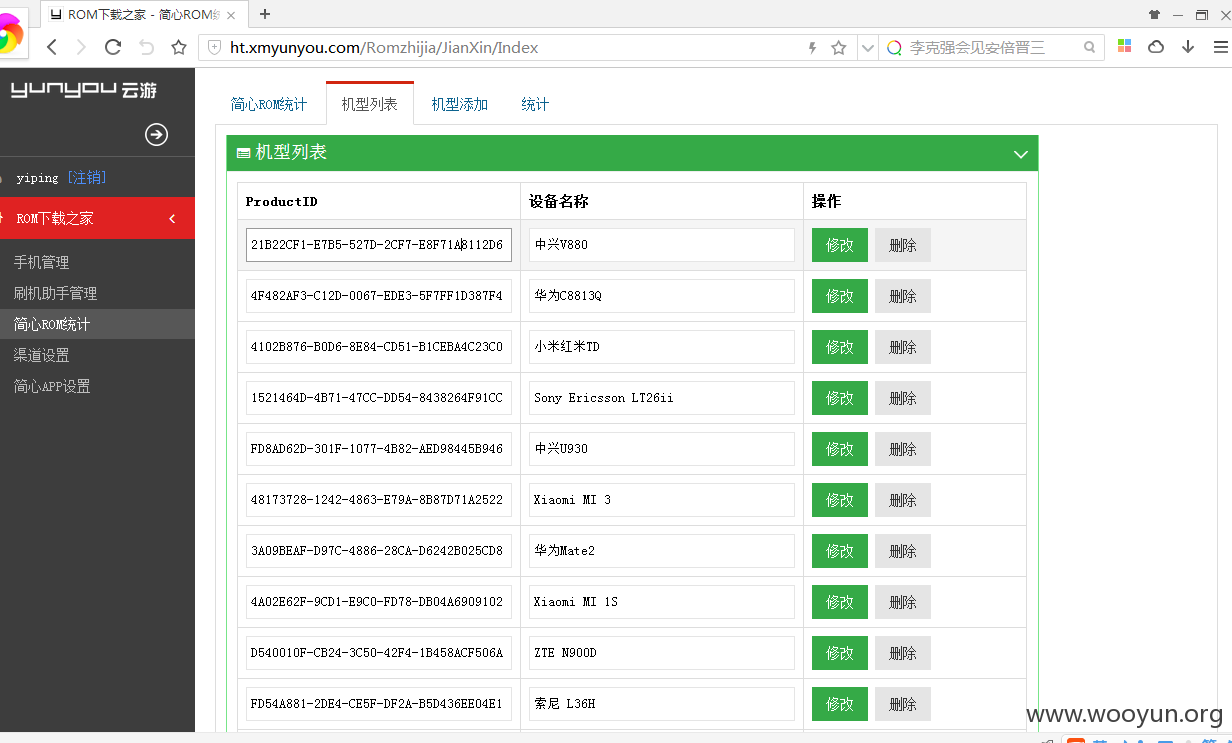 ROM下载之家 - 简心ROM统
ht.xmyunyou.com/Romzhijia/JianXin/Index
李克强会见安倍晋三
yunyou 云游
yiping [注销]
ROM下载之家
手机管理
刷机助手管理
简心ROM统计
渠道设置
简心APP设置
简心ROM统计 机型列表 机型添加 统计
机型列表
ProductID 设备名称 操作
21B22CF1-E7B5-527D-2CF7-E8F71A8112D6 中兴V880 修改 删除
4F482AF3-C12D-0067-EDE3-5F7FF1D387F4 华为C8813Q 修改 删除
4102B876-B0D6-8E84-CD51-B1CEBA4C23C0 小米红米TD 修改 删除
1521464D-4B71-47CC-DD54-8438264F91CC Sony Ericsson LT26ii 修改 删除
FD8AD62D-301F-1077-4B82-AED98445B946 中兴U930 修改 删除
48173728-1242-4863-E79A-8B87D71A2522 Xiaomi MI 3 修改 删除
3A09BEAF-D97C-4886-28CA-D6242B025CD8 华为Mate2 修改 删除
4A02E62F-9CD1-E9C0-FD78-DB04A6909102 Xiaomi MI 1S 修改 删除
D540010F-CB24-3C50-42F4-1B458ACF506A ZTE N900D 修改 删除
FD54A881-2DE4-CE5F-DF2A-B5D436EE04E1 索尼 L36H 修改 删除
www.wooyun.org